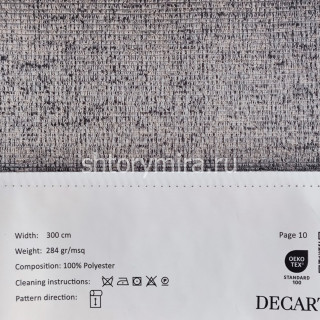 shtorymira.ru
Width: 300 cm
Page 10
Weight: 284 gr/msq
Composition: 100% Polyester
OEKO
TEX®
STANDARD
100
Cleaning instructions:
Pattern direction:
DECART